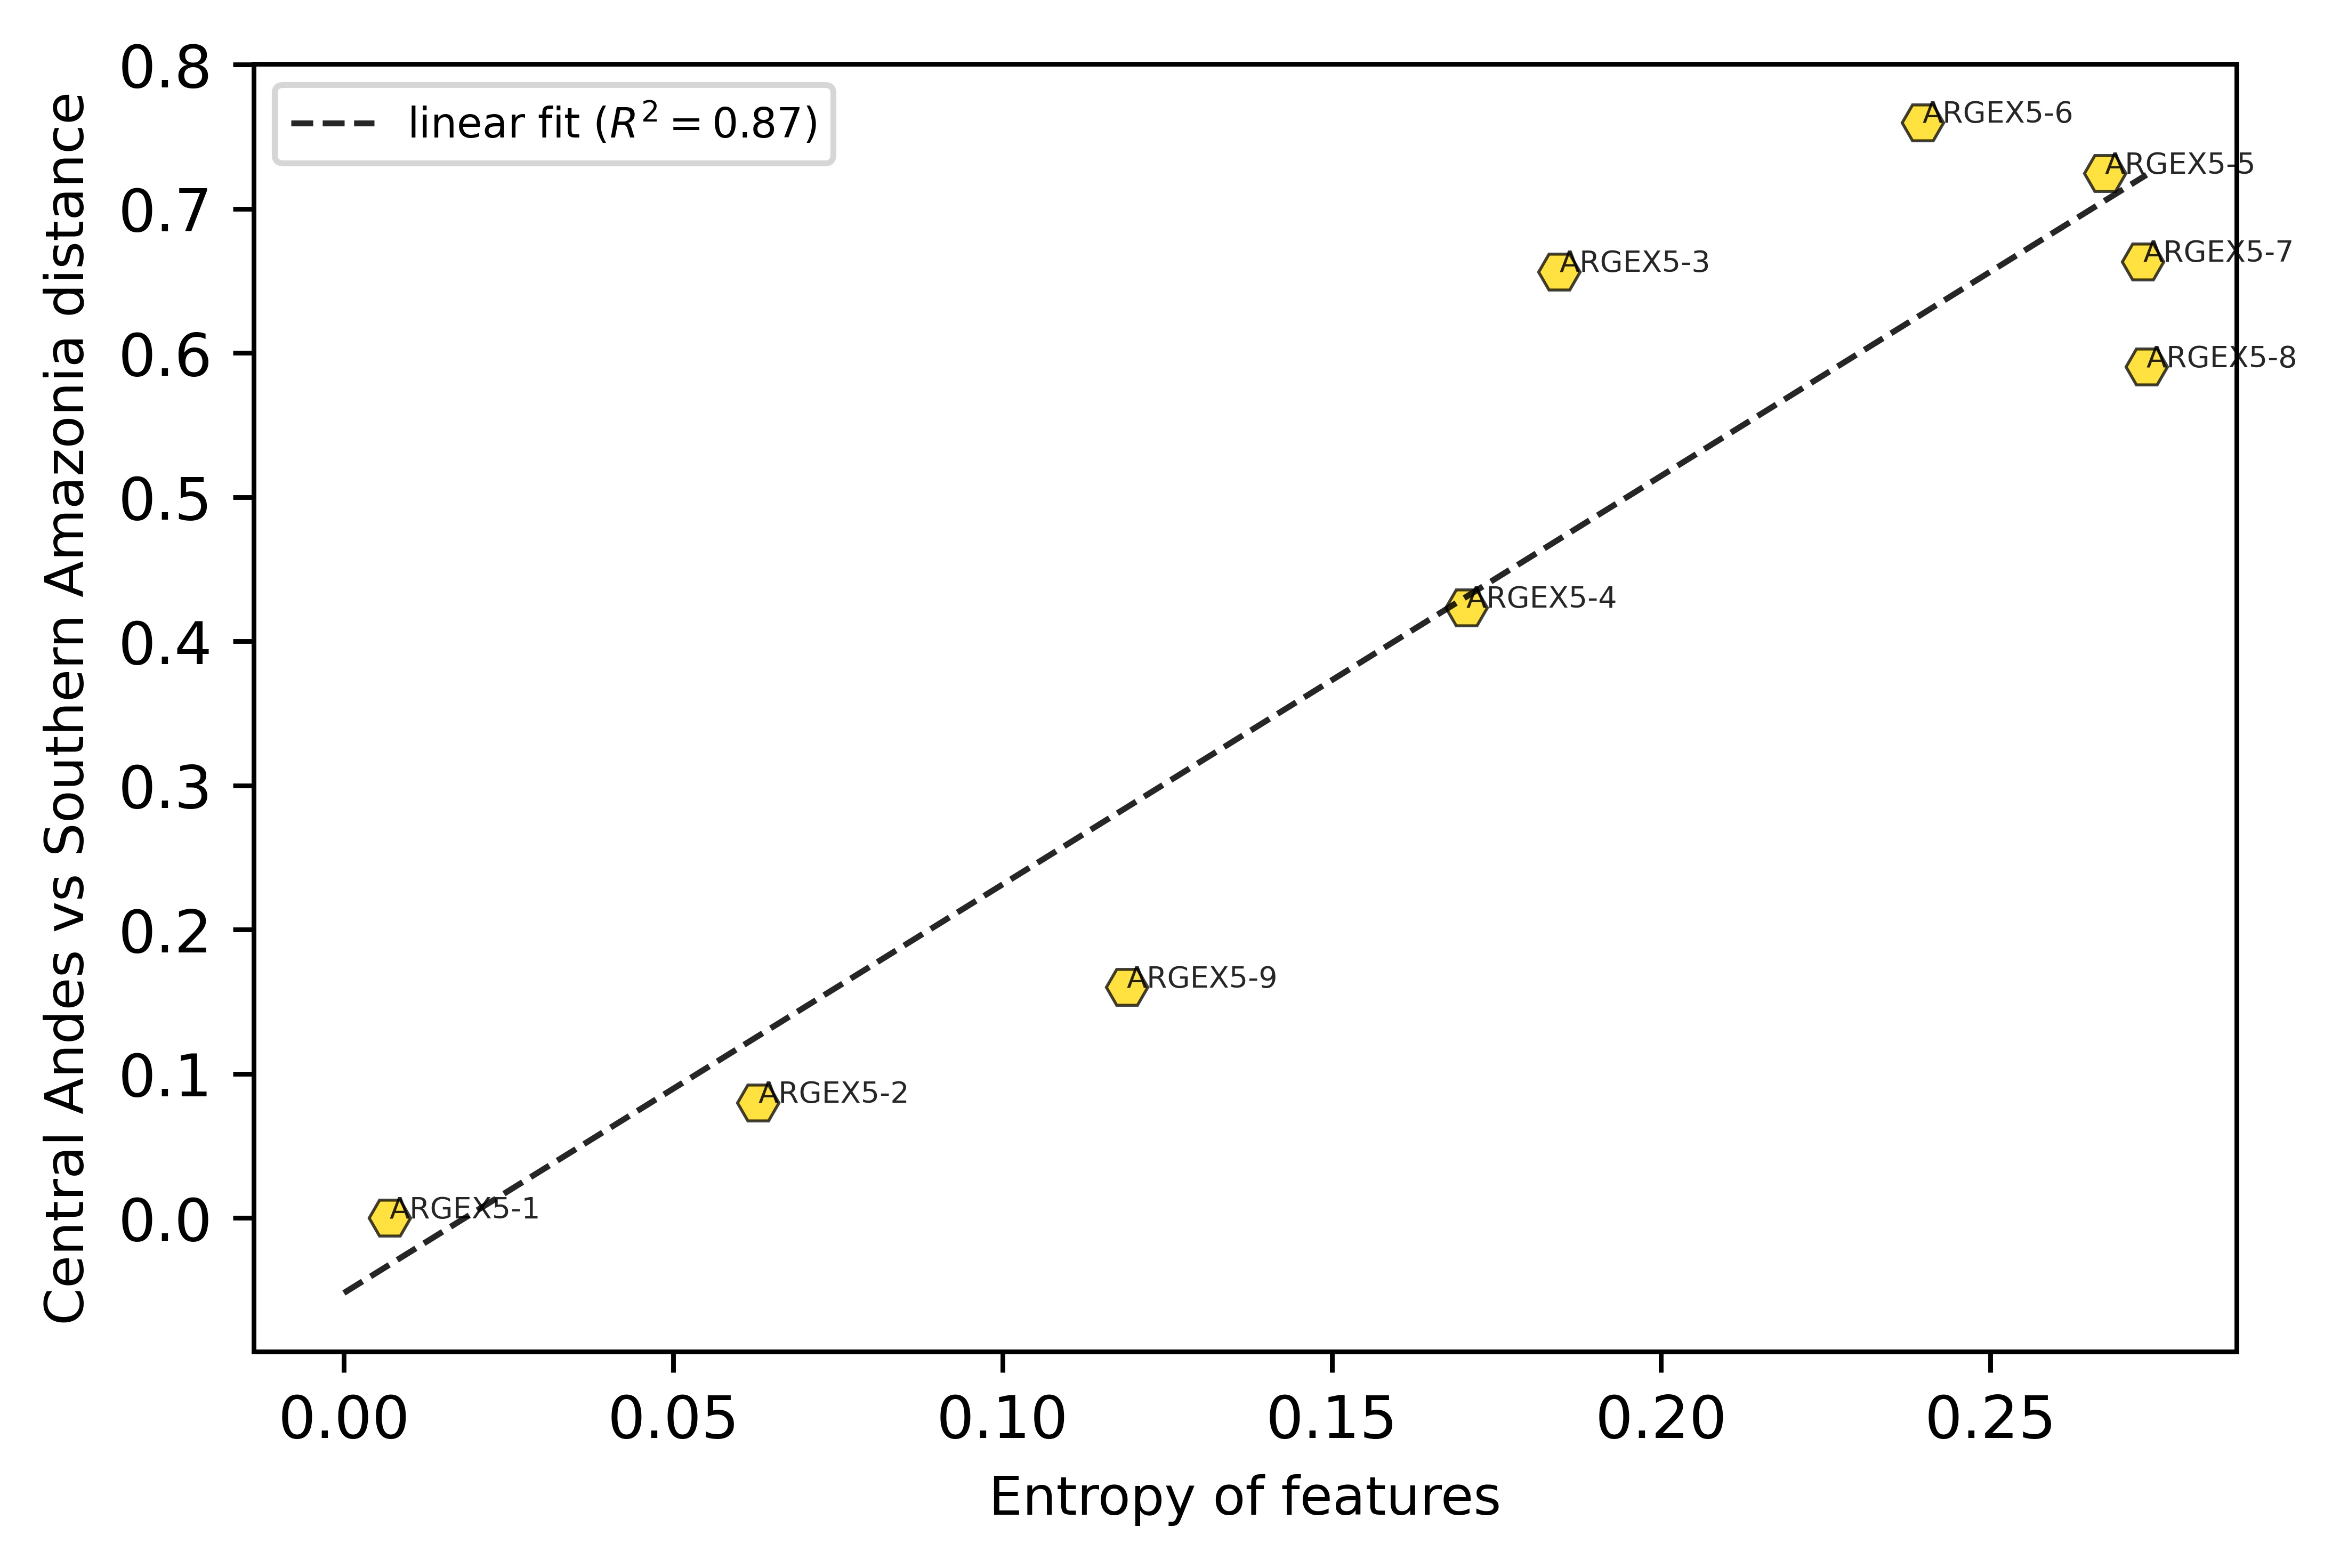 0.8
0.7
0.6
0.5
0.4
0.3
0.2
0.1
0.0
Central Andes vs Southern Amazonia distance
linear fit (R² = 0.87)
ARGEX5-6
ARGEX5-5
ARGEX5-7
ARGEX5-3
ARGEX5-8
ARGEX5-4
ARGEX5-9
ARGEX5-2
ARGEX5-1
0.00 0.05 0.10 0.15 0.20 0.25
Entropy of features